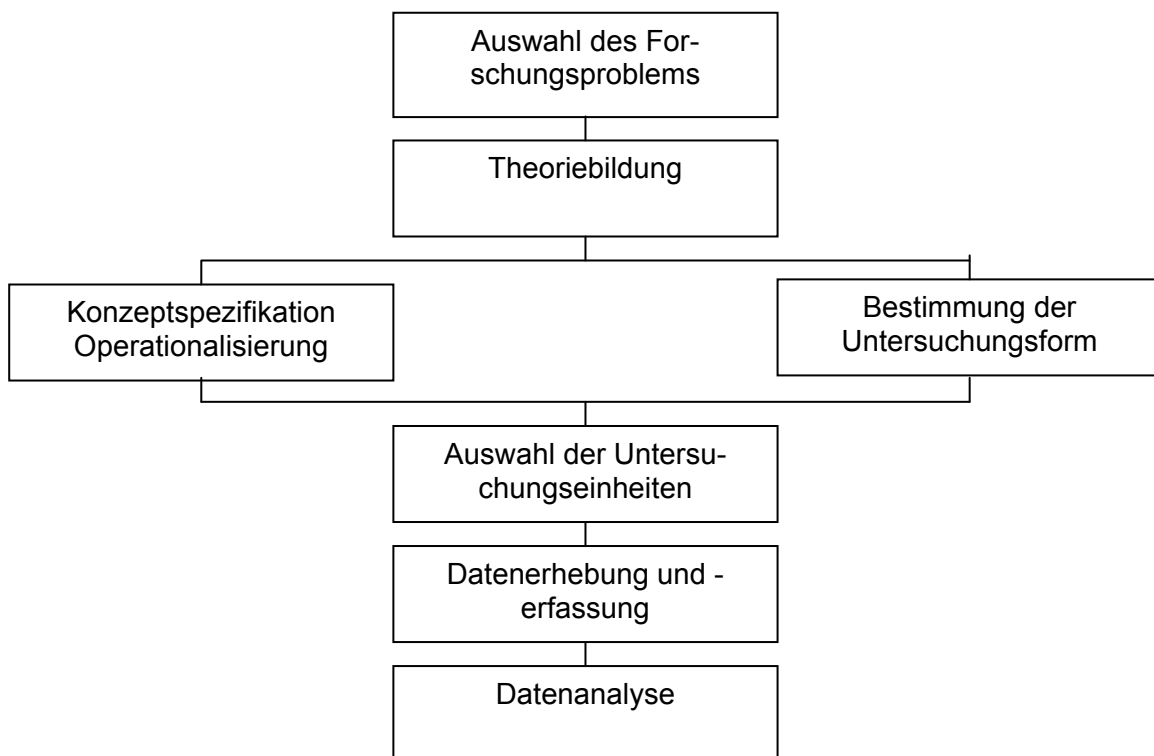 Auswahl des For-
schungsproblems
Theoriebildung
Konzeptspezifikation
Operationalisierung
Bestimmung der
Untersuchungsform
Auswahl der Untersu-
chungseinheiten
Datenerhebung und -
erfassung
Datenanalyse